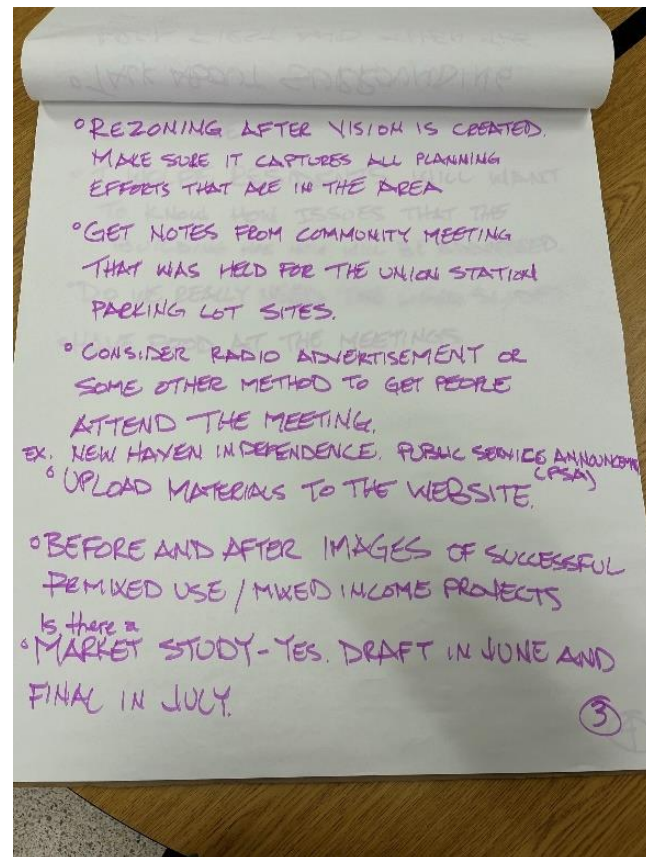 ° REZONING AFTER VISION IS CREATED.
MAKE SURE IT CAPTURES ALL PLANNING
EFFORTS THAT ARE IN THE AREA
° GET NOTES FROM COMMUNITY MEETING
THAT WAS HELD FOR THE UNION STATION
PARKING LOT SITES.
° CONSIDER RADIO ADVERTISEMENT OR
SOME OTHER METHOD TO GET PEOPLE
ATTEND THE MEETING.
EX. NEW HAVEN INDEPENDENCE. PUBLIC SERVICE ANNOUNCEMENT
(PSA)
° UPLOAD MATERIALS TO THE WEBSITE.
° BEFORE AND AFTER IMAGES OF SUCCESSFUL
MIXED USE / MIXED INCOME PROJECTS
Is there a
° MARKET STUDY - YES. DRAFT IN JUNE AND
FINAL IN JULY.
3